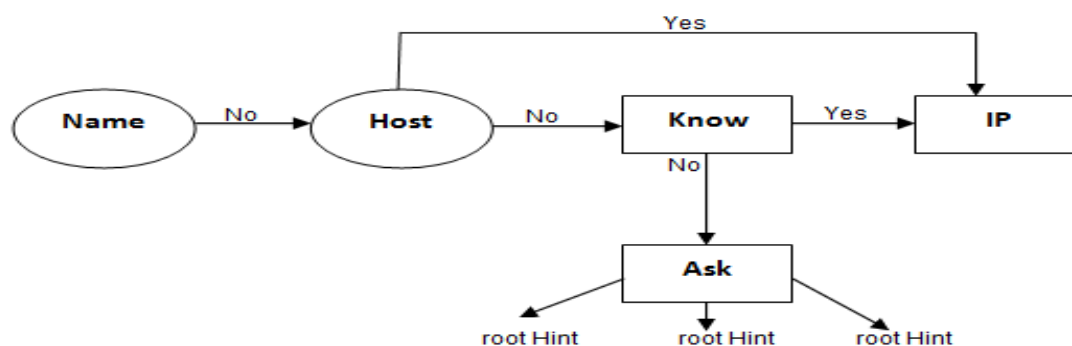 Yes
Name
No
Host
No
Know
Yes
IP
No
Ask
root Hint
root Hint
root Hint